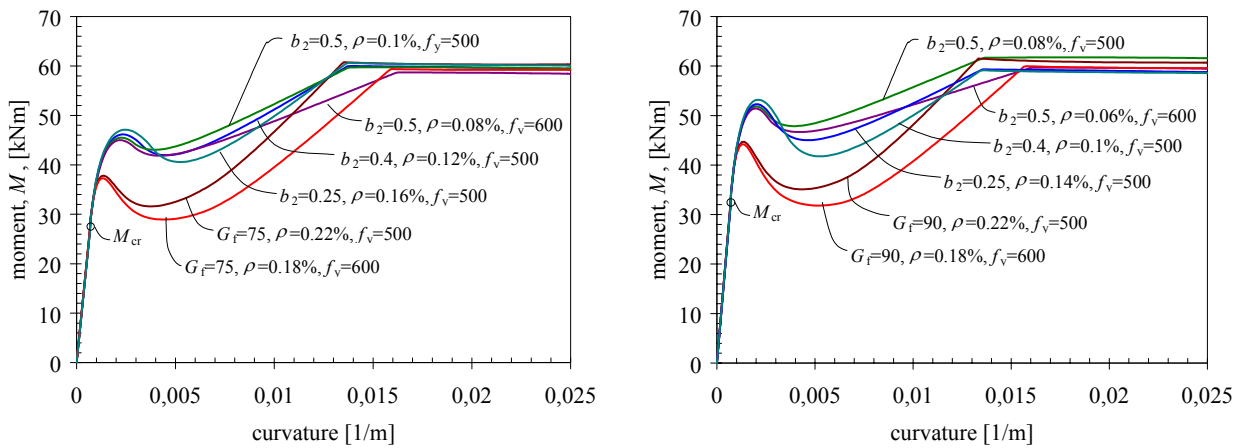 70
60
50
40
30
20
10
0
moment, M, [kNm]
b2=0.5, ρ=0.1%, fy=500
b2=0.5, ρ=0.08%, fv=600
b2=0.4, ρ=0.12%, fv=500
b2=0.25, ρ=0.16%, fv=500
Gf=75, ρ=0.22%, fv=500
Gf=75, ρ=0.18%, fv=600
Mcr
0 0,005 0,01 0,015 0,02 0,025
curvature [1/m]
70
60
50
40
30
20
10
0
moment, M, [kNm]
b2=0.5, ρ=0.08%, fv=500
b2=0.5, ρ=0.06%, fv=600
b2=0.4, ρ=0.1%, fv=500
b2=0.25, ρ=0.14%, fv=500
Gf=90, ρ=0.22%, fv=500
Gf=90, ρ=0.18%, fv=600
Mcr
0 0,005 0,01 0,015 0,02 0,025
curvature [1/m]